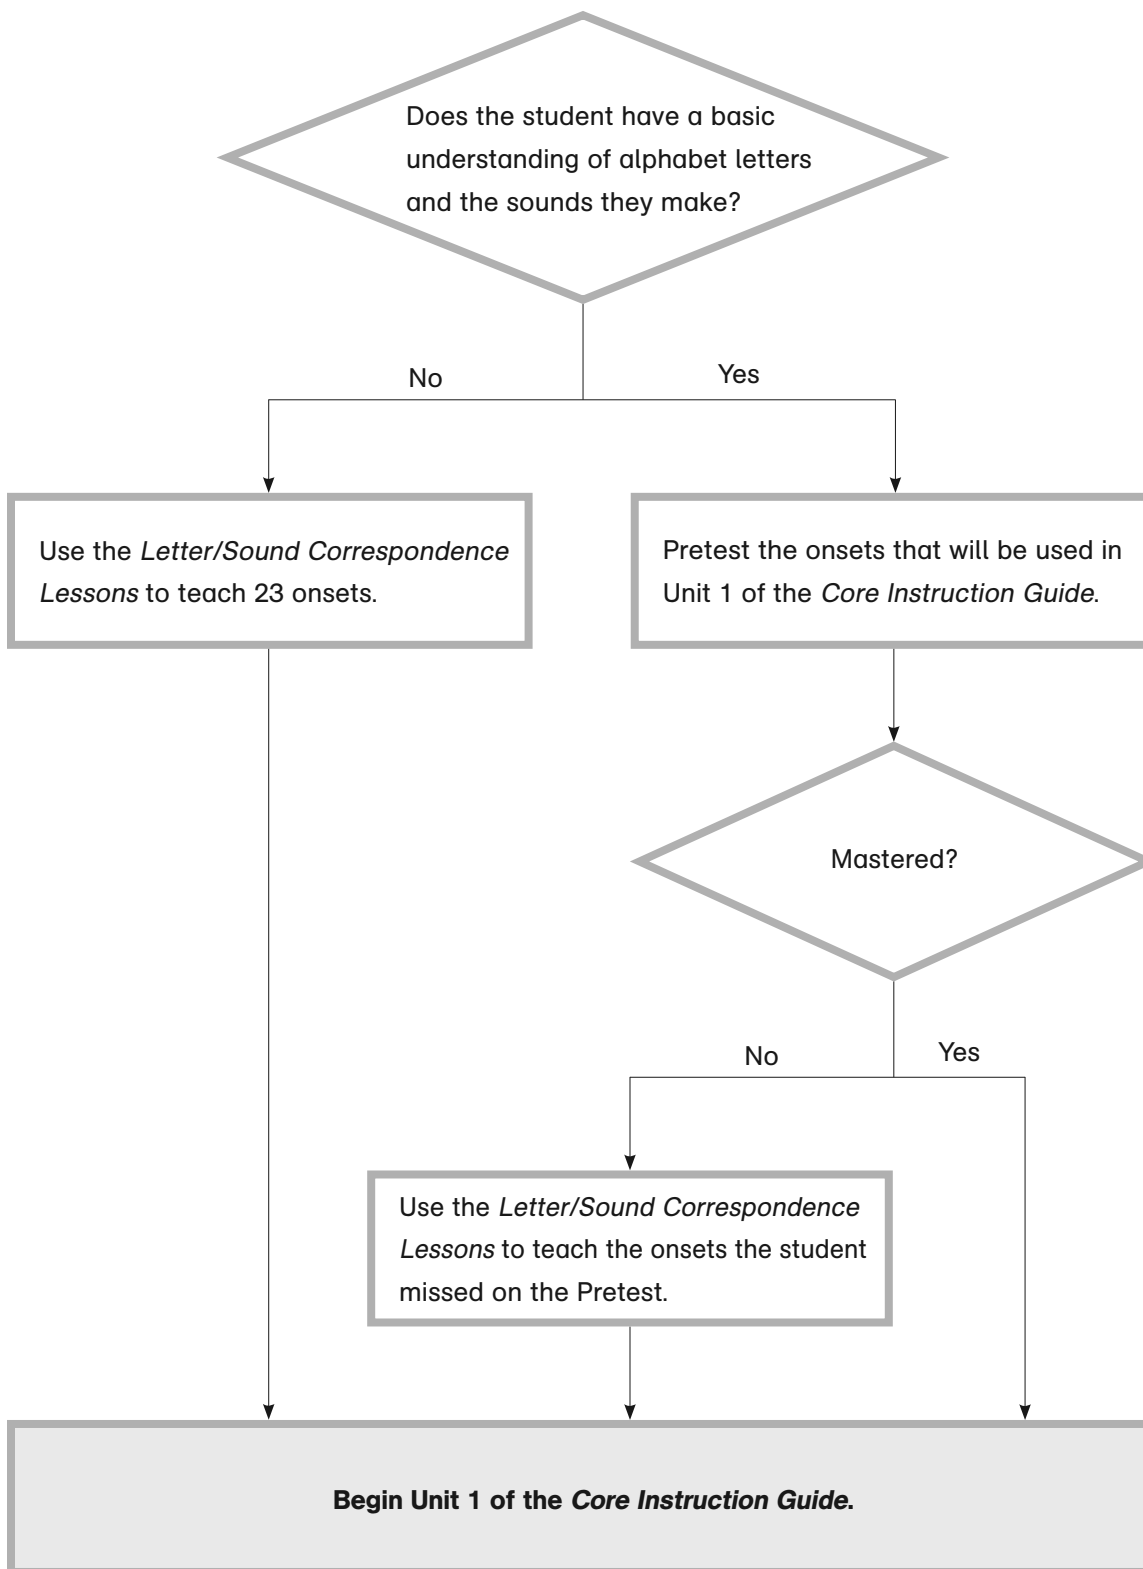 Does the student have a basic
understanding of alphabet letters
and the sounds they make?
No
Yes
Use the Letter/Sound Correspondence
Lessons to teach 23 onsets.
Pretest the onsets that will be used in
Unit 1 of the Core Instruction Guide.
Mastered?
No
Yes
Use the Letter/Sound Correspondence
Lessons to teach the onsets the student
missed on the Pretest.
Begin Unit 1 of the Core Instruction Guide.